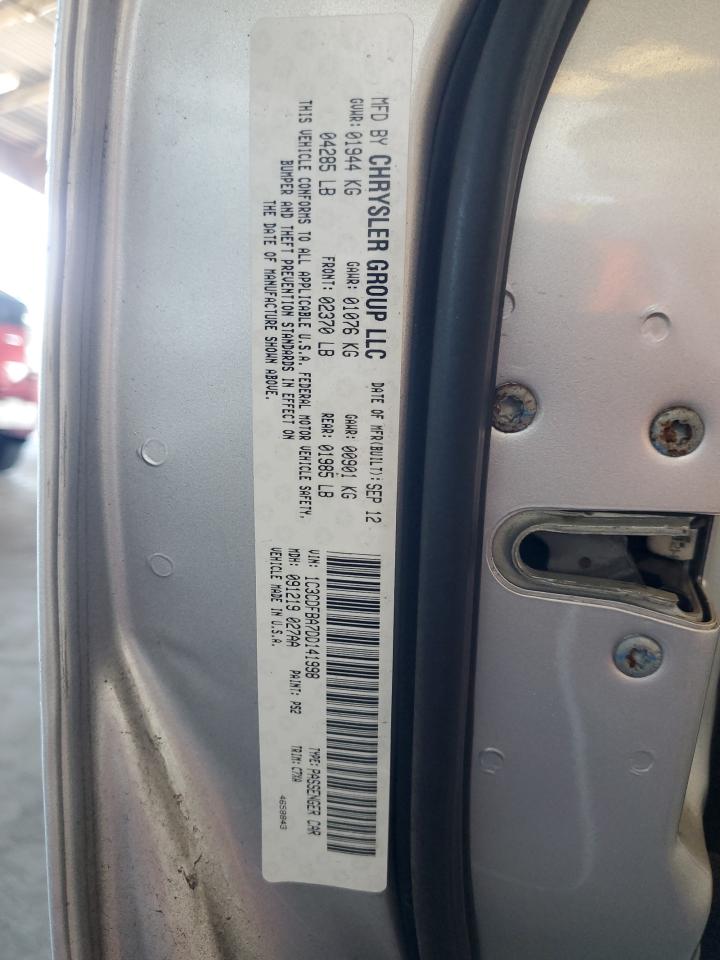 MFD BY CHRYSLER GROUP LLC DATE OF MFR(BUILT): SEP 12
GVWR: 01944 KG GAWR: 01076 KG GAWR: 00901 KG
04285 LB FRONT: 02370 LB REAR: 01985 LB
THIS VEHICLE CONFORMS TO ALL APPLICABLE U.S.A. FEDERAL MOTOR VEHICLE SAFETY,
BUMPER AND THEFT PREVENTION STANDARDS IN EFFECT ON
THE DATE OF MANUFACTURE SHOWN ABOVE.
VIN: 1C3CDFBA7DD141998 TYPE: PASSENGER CAR
MDH: 091219 027AA PAINT: PS2 TRIM: C7XA
VEHICLE MADE IN U.S.A. 4658843